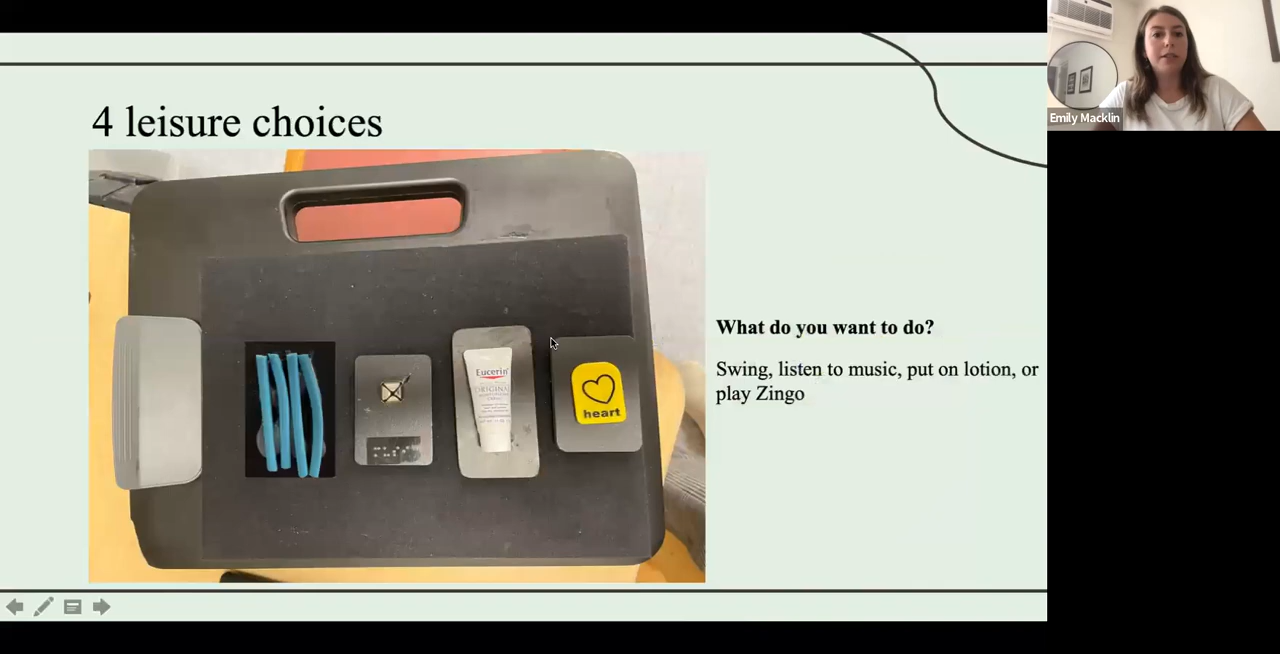 4 leisure choices
Emily Macklin
Eucerin
ORIGINAL
heart
What do you want to do?
Swing, listen to music, put on lotion, or
play Zingo